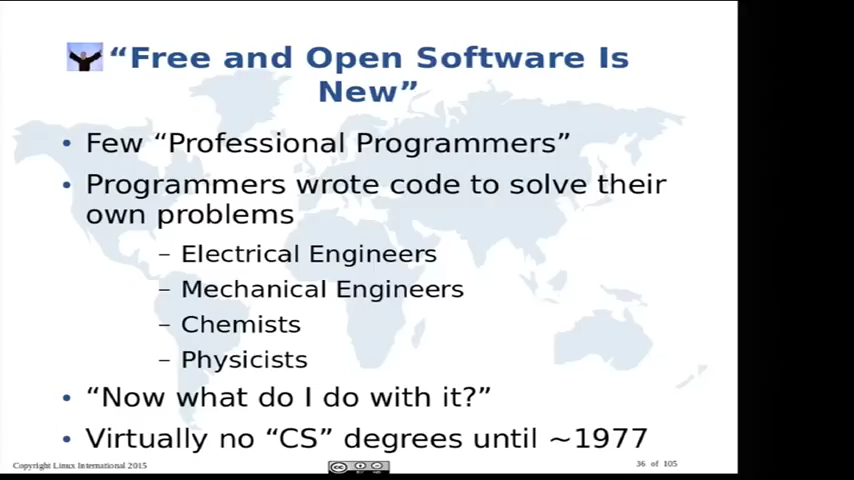 “Free and Open Software Is
New”
• Few “Professional Programmers”
• Programmers wrote code to solve their
own problems
– Electrical Engineers
– Mechanical Engineers
– Chemists
– Physicists
• “Now what do I do with it?”
• Virtually no “CS” degrees until ~1977
Copyright Linux International 2015
36 of 105